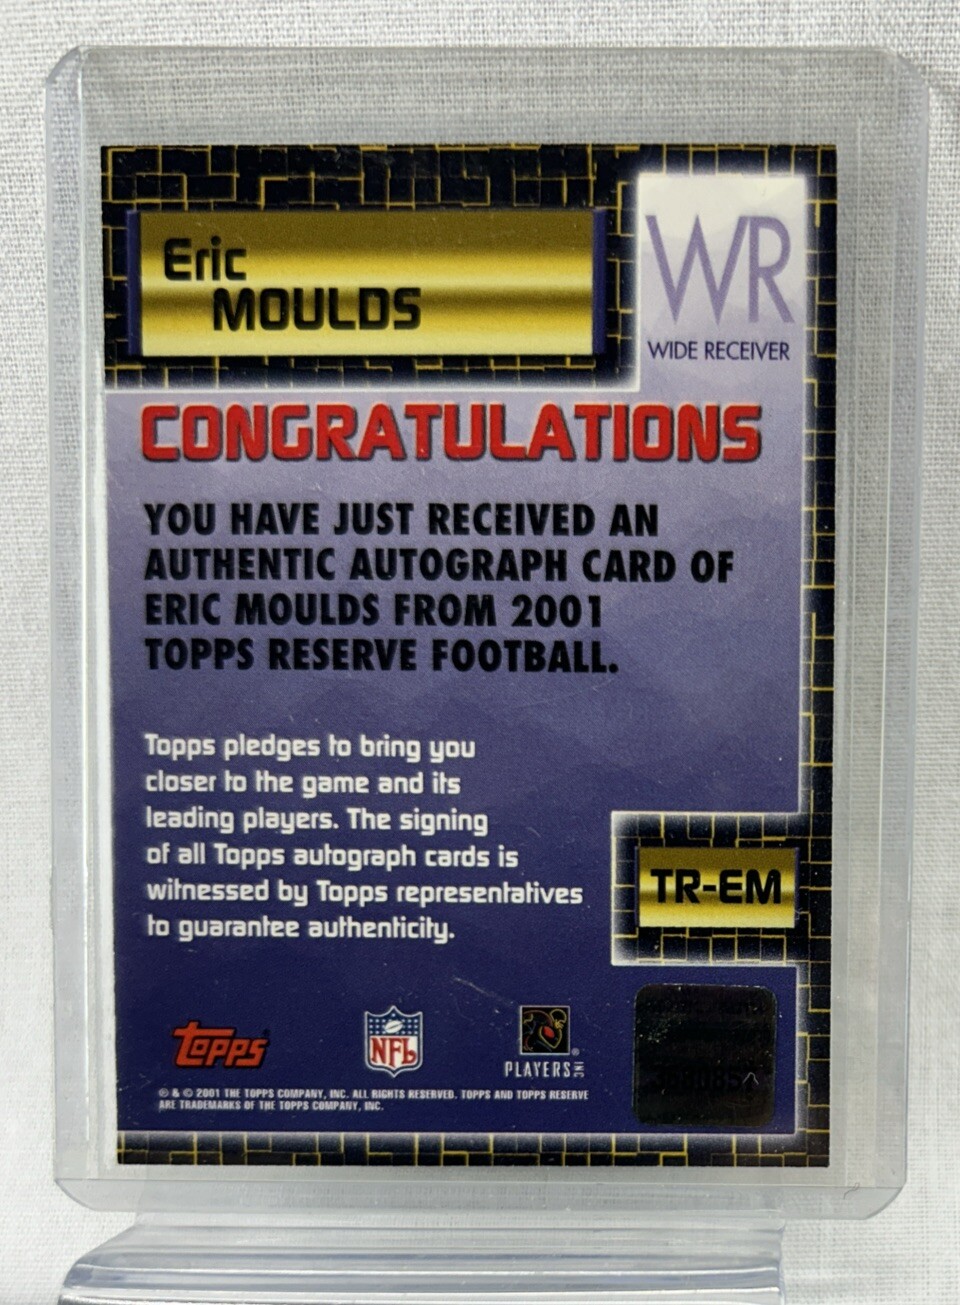 Eric
MOULDS
WR
WIDE RECEIVER
CONGRATULATIONS
YOU HAVE JUST RECEIVED AN
AUTHENTIC AUTOGRAPH CARD OF
ERIC MOULDS FROM 2001
TOPPS RESERVE FOOTBALL.
Topps pledges to bring you
closer to the game and its
leading players. The signing
of all Topps autograph cards is
witnessed by Topps representatives
to guarantee authenticity.
TR-EM
Topps ®
NFL
PLAYERS INC ®
® & © 2001 THE TOPPS COMPANY, INC. ALL RIGHTS RESERVED. TOPPS AND TOPPS RESERVE
ARE TRADEMARKS OF THE TOPPS COMPANY, INC.